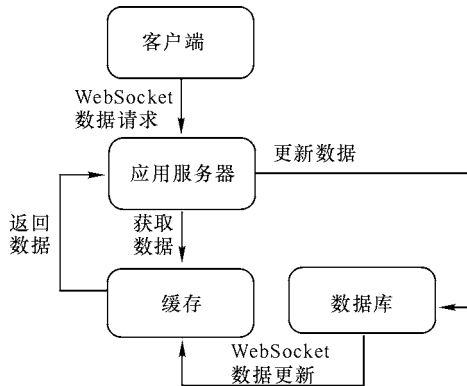 客户端
WebSocket
数据请求
更新数据
应用服务器
返回
数据
获取
数据
缓存
数据库
WebSocket
数据更新